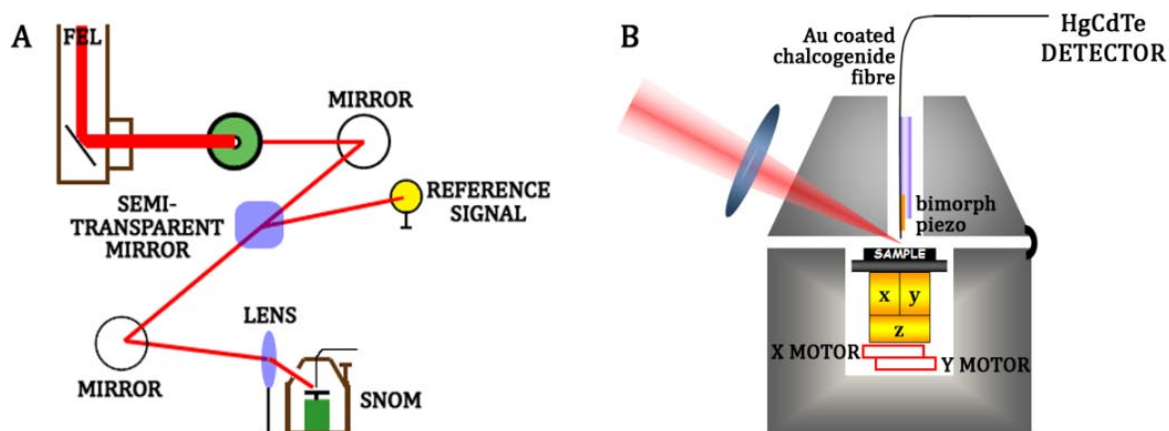 A
FEL
MIRROR
SEMI-
TRANSPARENT
MIRROR
REFERENCE
SIGNAL
LENS
MIRROR
SNOM
B
Au coated
chalcogenide
fibre
HgCdTe
DETECTOR
bimorph
piezo
SAMPLE
x y
z
X MOTOR
Y MOTOR